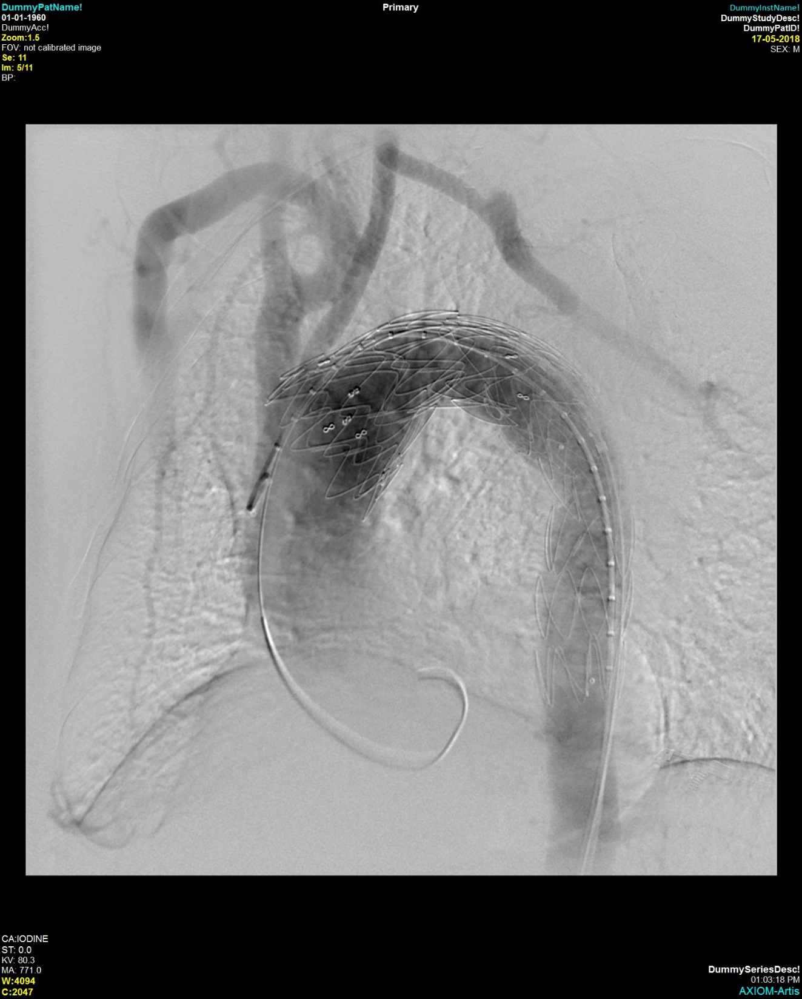 DummyPatName!
01-01-1960
DummyAcc!
Zoom:1.5
FOV: not calibrated image
Se: 11
Im: 5/11
BP:
Primary
DummyInstName!
DummyStudyDesc!
DummyPatID!
17-05-2018
SEX: M
CA:IODINE
ST: 0.0
KV: 80.3
MA: 771.0
W:4094
C:2047
DummySeriesDesc!
01:03:18 PM
AXIOM-Artis